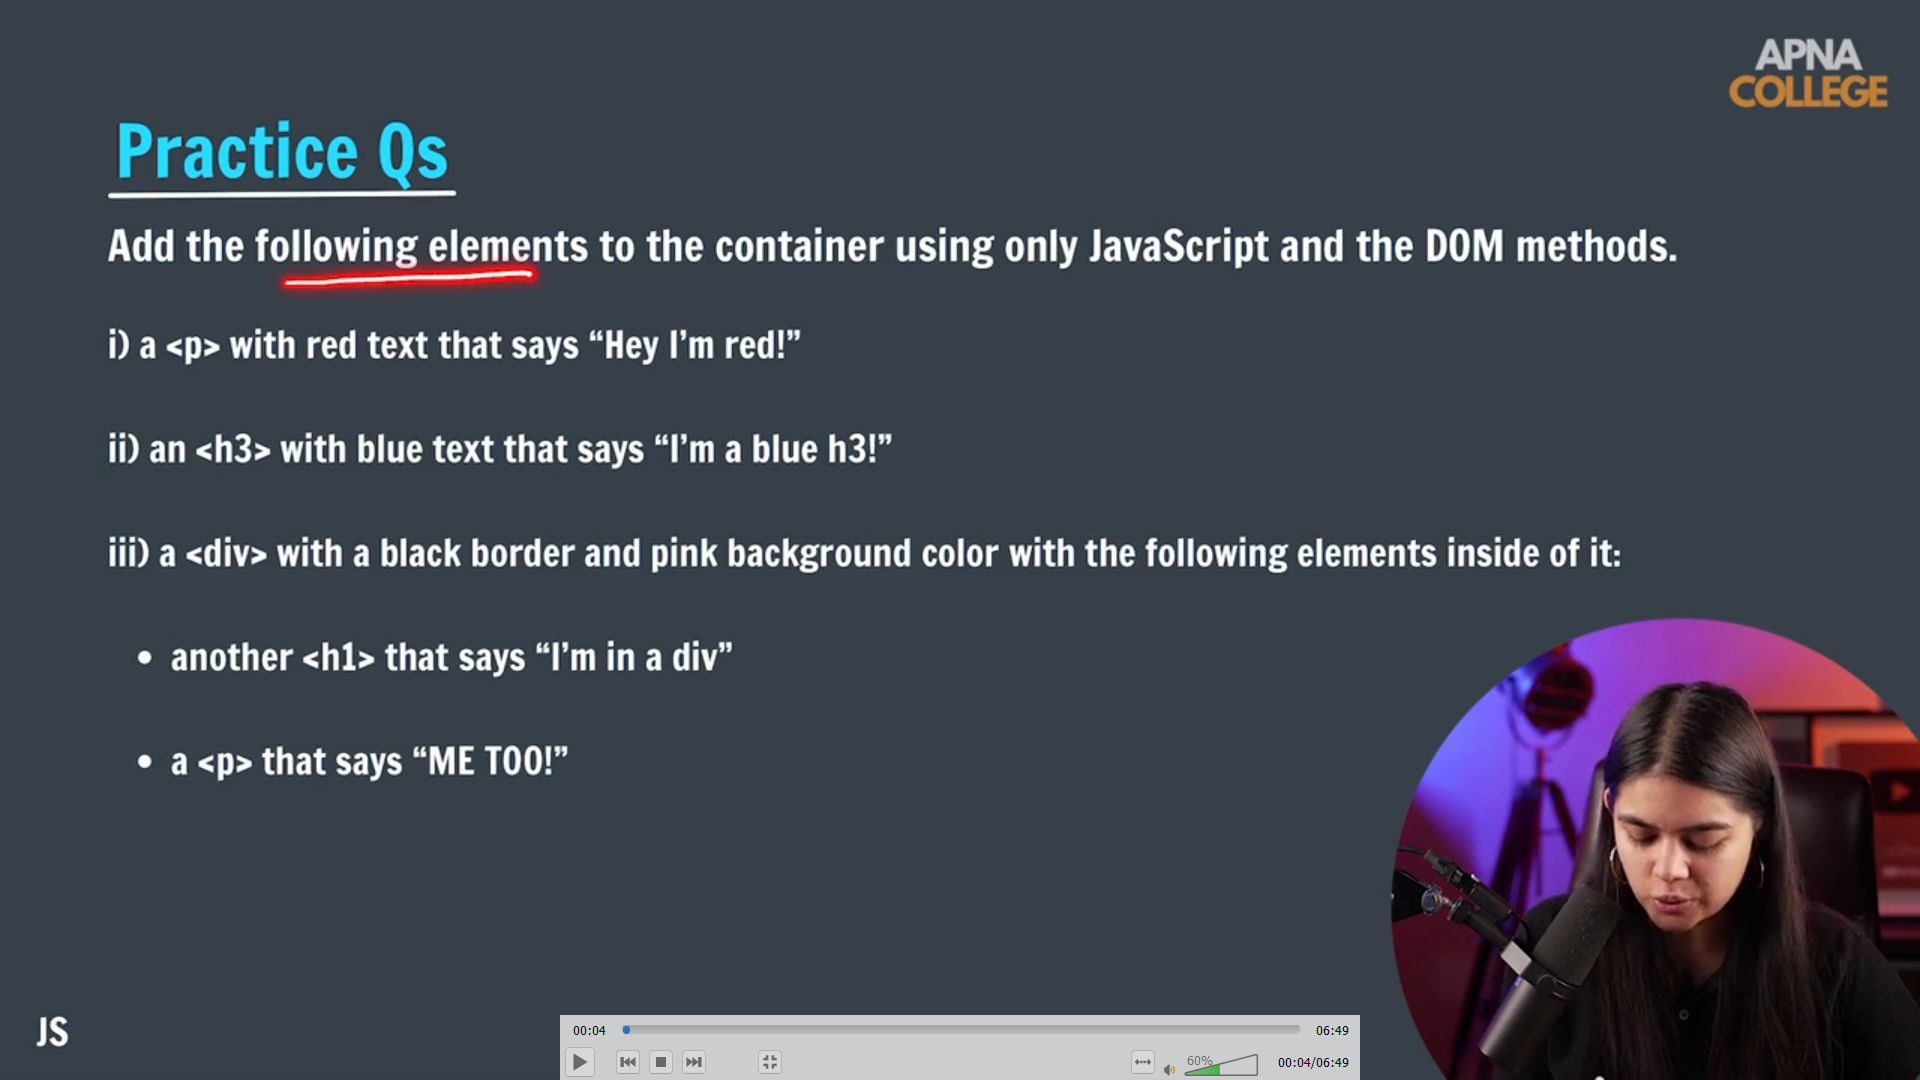 APNA
COLLEGE
Practice Qs
Add the following elements to the container using only JavaScript and the DOM methods.
i) a <p> with red text that says “Hey I’m red!”
ii) an <h3> with blue text that says “I’m a blue h3!”
iii) a <div> with a black border and pink background color with the following elements inside of it:
• another <h1> that says “I’m in a div”
• a <p> that says “ME TOO!”
JS
00:04 06:49
60% 00:04/06:49